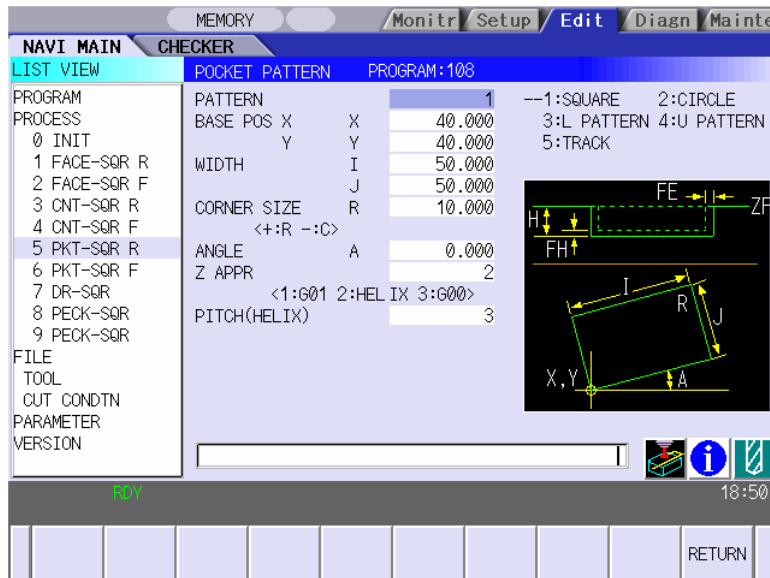 MEMORY Monitr Setup Edit Diagn Mainte
NAVI MAIN CHECKER
LIST VIEW
PROGRAM
PROCESS
0 INIT
1 FACE-SQR R
2 FACE-SQR F
3 CNT-SQR R
4 CNT-SQR F
5 PKT-SQR R
6 PKT-SQR F
7 DR-SQR
8 PECK-SQR
9 PECK-SQR
FILE
TOOL
CUT CONDTN
PARAMETER
VERSION
POCKET PATTERN PROGRAM:108
PATTERN 1
BASE POS X X 40.000
Y Y 40.000
WIDTH I 50.000
J 50.000
CORNER SIZE R 10.000
<+:R -:C>
ANGLE A 0.000
Z APPR 2
<1:G01 2:HELIX 3:G00>
PITCH(HELIX) 3
--1:SQUARE 2:CIRCLE
3:L PATTERN 4:U PATTERN
5:TRACK
FE
ZF
H
FH
I
R
J
X,Y
A
RDY 18:50
RETURN